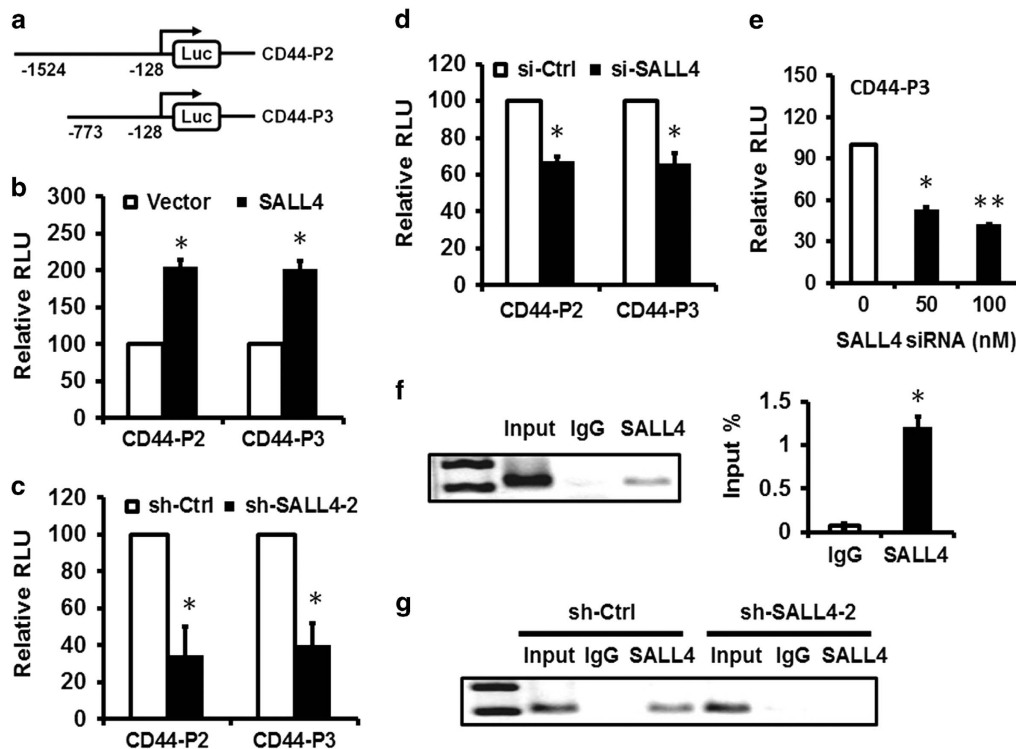 a
Luc
CD44-P2
-1524
-128
Luc
CD44-P3
-773
-128
b
300
250
200
150
100
50
0
Relative RLU
Vector
SALL4
*
*
CD44-P2
CD44-P3
c
120
100
80
60
40
20
0
Relative RLU
sh-Ctrl
sh-SALL4-2
*
*
CD44-P2
CD44-P3
d
120
100
80
60
40
20
0
Relative RLU
si-Ctrl
si-SALL4
*
*
CD44-P2
CD44-P3
e
150
120
90
60
30
0
Relative RLU
CD44-P3
*
**
0 50 100
SALL4 siRNA (nM)
f
Input IgG SALL4
1.5
1
0.5
0
Input %
*
IgG SALL4
g
sh-Ctrl sh-SALL4-2
Input IgG SALL4 Input IgG SALL4